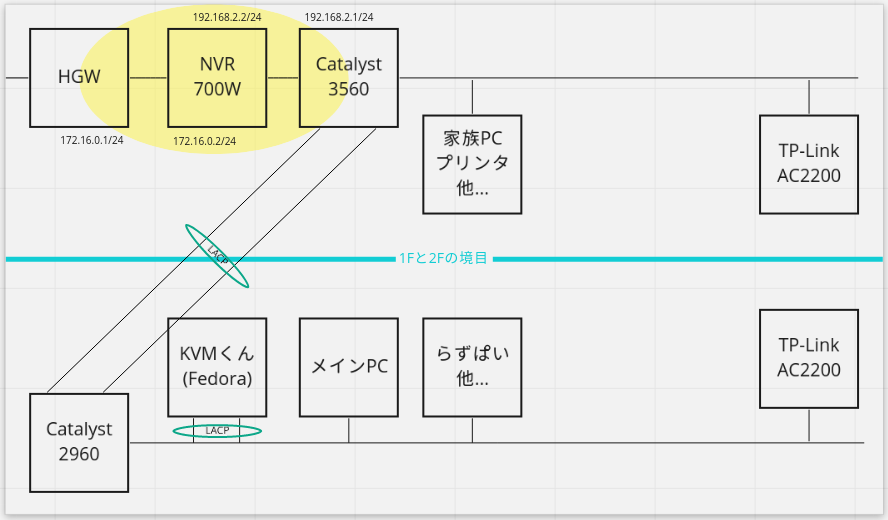 192.168.2.2/24
192.168.2.1/24
HGW
NVR
700W
Catalyst
3560
172.16.0.1/24
172.16.0.2/24
家族PC
プリンタ
他...
TP-Link
AC2200
LACP
1Fと2Fの境目
KVMくん
(Fedora)
メインPC
らずぱい
他...
TP-Link
AC2200
Catalyst
2960
LACP